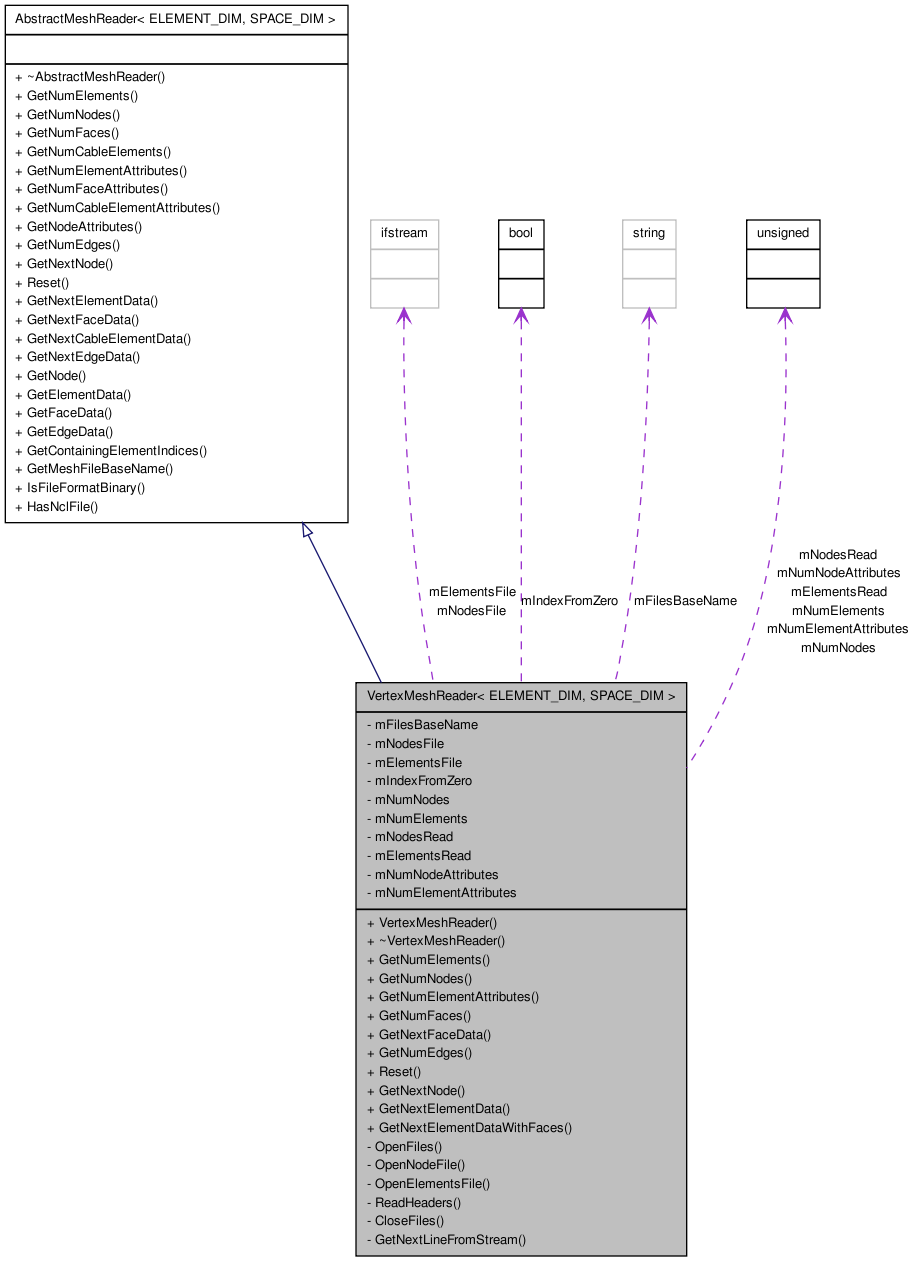 AbstractMeshReader< ELEMENT_DIM, SPACE_DIM >
+ ~AbstractMeshReader()
+ GetNumElements()
+ GetNumNodes()
+ GetNumFaces()
+ GetNumCableElements()
+ GetNumElementAttributes()
+ GetNumFaceAttributes()
+ GetNumCableElementAttributes()
+ GetNodeAttributes()
+ GetNumEdges()
+ GetNextNode()
+ Reset()
+ GetNextElementData()
+ GetNextFaceData()
+ GetNextCableElementData()
+ GetNextEdgeData()
+ GetNode()
+ GetElementData()
+ GetFaceData()
+ GetEdgeData()
+ GetContainingElementIndices()
+ GetMeshFileBaseName()
+ IsFileFormatBinary()
+ HasNclFile()
ifstream
bool
string
unsigned
mElementsFile
mNodesFile
mIndexFromZero
mFilesBaseName
mNodesRead
mNumNodeAttributes
mElementsRead
mNumElements
mNumElementAttributes
mNumNodes
VertexMeshReader< ELEMENT_DIM, SPACE_DIM >
- mFilesBaseName
- mNodesFile
- mElementsFile
- mIndexFromZero
- mNumNodes
- mNumElements
- mNodesRead
- mElementsRead
- mNumNodeAttributes
- mNumElementAttributes
+ VertexMeshReader()
+ ~VertexMeshReader()
+ GetNumElements()
+ GetNumNodes()
+ GetNumElementAttributes()
+ GetNumFaces()
+ GetNextFaceData()
+ GetNumEdges()
+ Reset()
+ GetNextNode()
+ GetNextElementData()
+ GetNextElementDataWithFaces()
- OpenFiles()
- OpenNodeFile()
- OpenElementsFile()
- ReadHeaders()
- CloseFiles()
- GetNextLineFromStream()